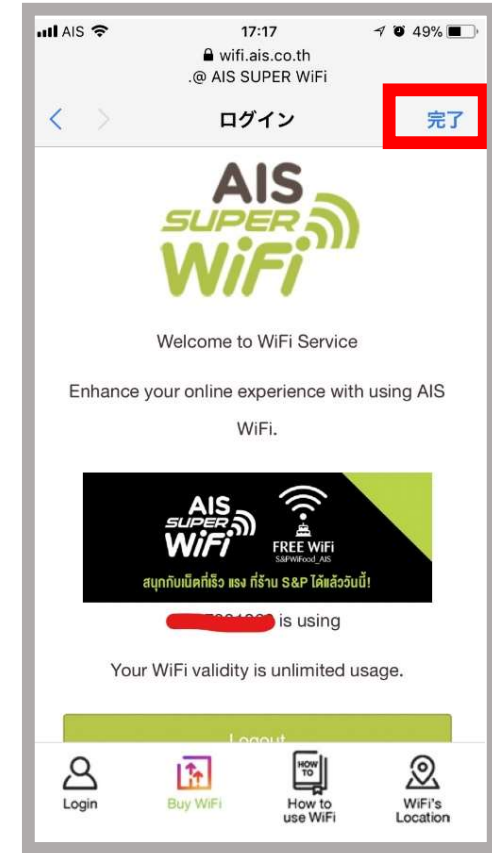 AIS 17:17 49%
wifi.ais.co.th
.@ AIS SUPER WiFi
ログイン 完了
AIS
SUPER
WiFi
Welcome to WiFi Service
Enhance your online experience with using AIS
WiFi.
AIS
SUPER
WiFi
FREE WiFi
S&PWiFood_AIS
สนุกกับเน็ตที่เร็ว แรง ที่ร้าน S&P ได้แล้ววันนี้!
is using
Your WiFi validity is unlimited usage.
Logout
HOW
TO
Login Buy WiFi How to WiFi's
use WiFi Location